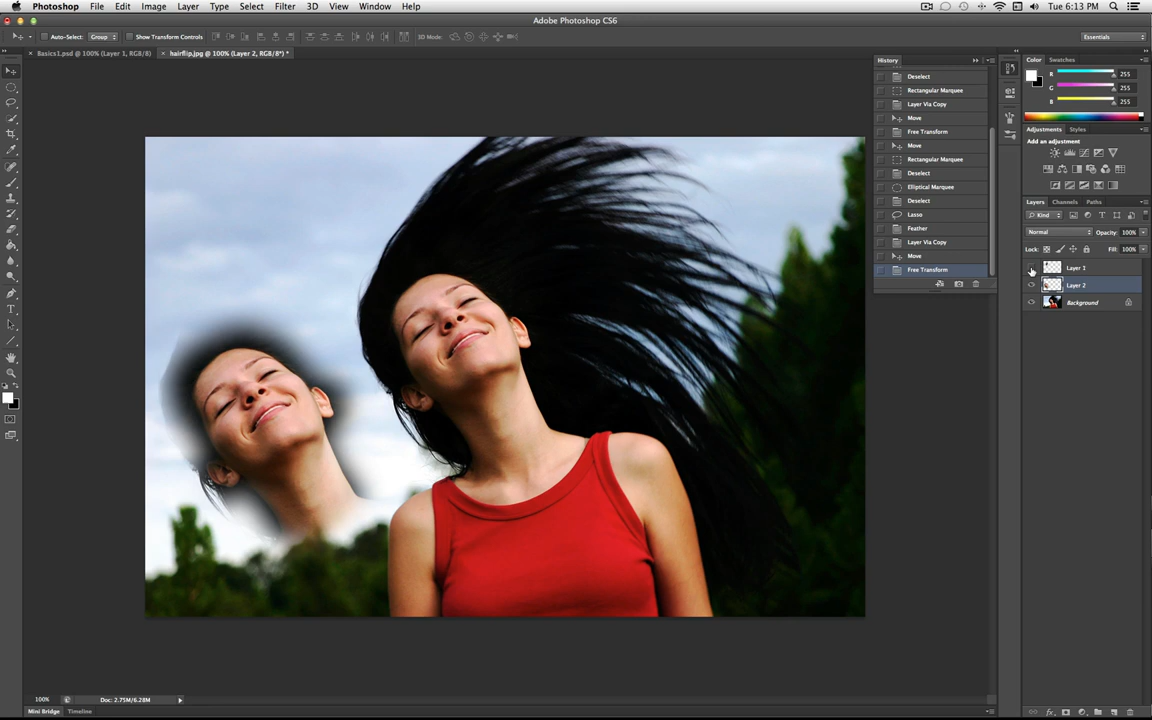 Photoshop File Edit Image Layer Type Select Filter 3D View Window Help Tue 6:13 PM
Adobe Photoshop CS6
Auto-Select: Group Show Transform Controls 3D Mode: Essentials
× Basics1.psd @ 100% (Layer 1, RGB/8) × hairflip.jpg @ 100% (Layer 2, RGB/8*) *
History
Deselect
Rectangular Marquee
Layer Via Copy
Move
Free Transform
Move
Rectangular Marquee
Deselect
Elliptical Marquee
Deselect
Lasso
Feather
Layer Via Copy
Move
Free Transform
Color Swatches
R 255
G 255
B 255
Adjustments Styles
Add an adjustment
Layers Channels Paths
Kind
Normal Opacity: 100%
Lock: Fill: 100%
Layer 1
Layer 2
Background
100% Doc: 2.75M/6.28M
Mini Bridge Timeline